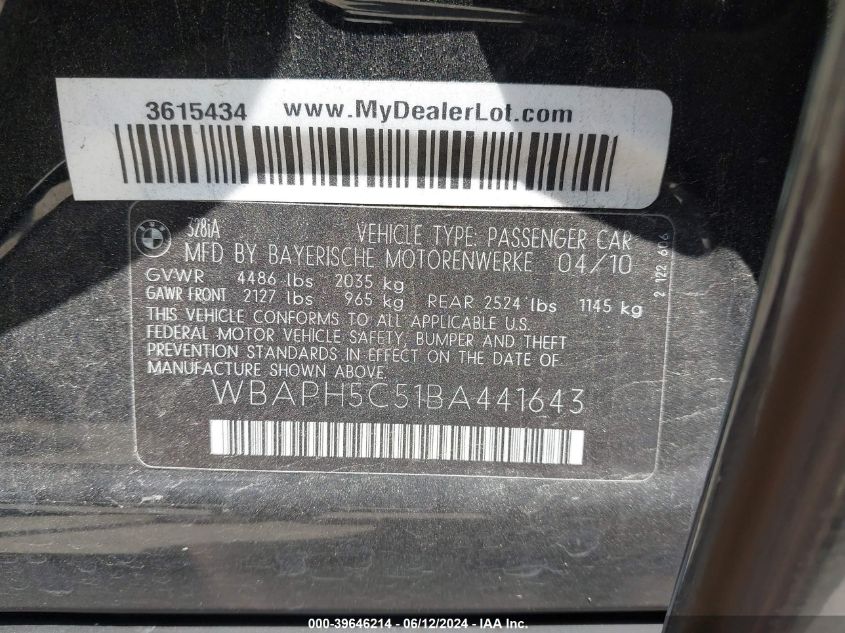 3615434 www.MyDealerLot.com
328iA VEHICLE TYPE: PASSENGER CAR
MFD BY BAYERISCHE MOTORENWERKE 04/10
GVWR 4486 lbs 2035 kg
GAWR FRONT 2127 lbs 965 kg REAR 2524 lbs 1145 kg
THIS VEHICLE CONFORMS TO ALL APPLICABLE U.S.
FEDERAL MOTOR VEHICLE SAFETY, BUMPER AND THEFT
PREVENTION STANDARDS IN EFFECT ON THE DATE OF
MANUFACTURE SHOWN ABOVE
WBAPH5C51BA441643
2 122 606
000-39646214 - 06/12/2024 - IAA Inc.